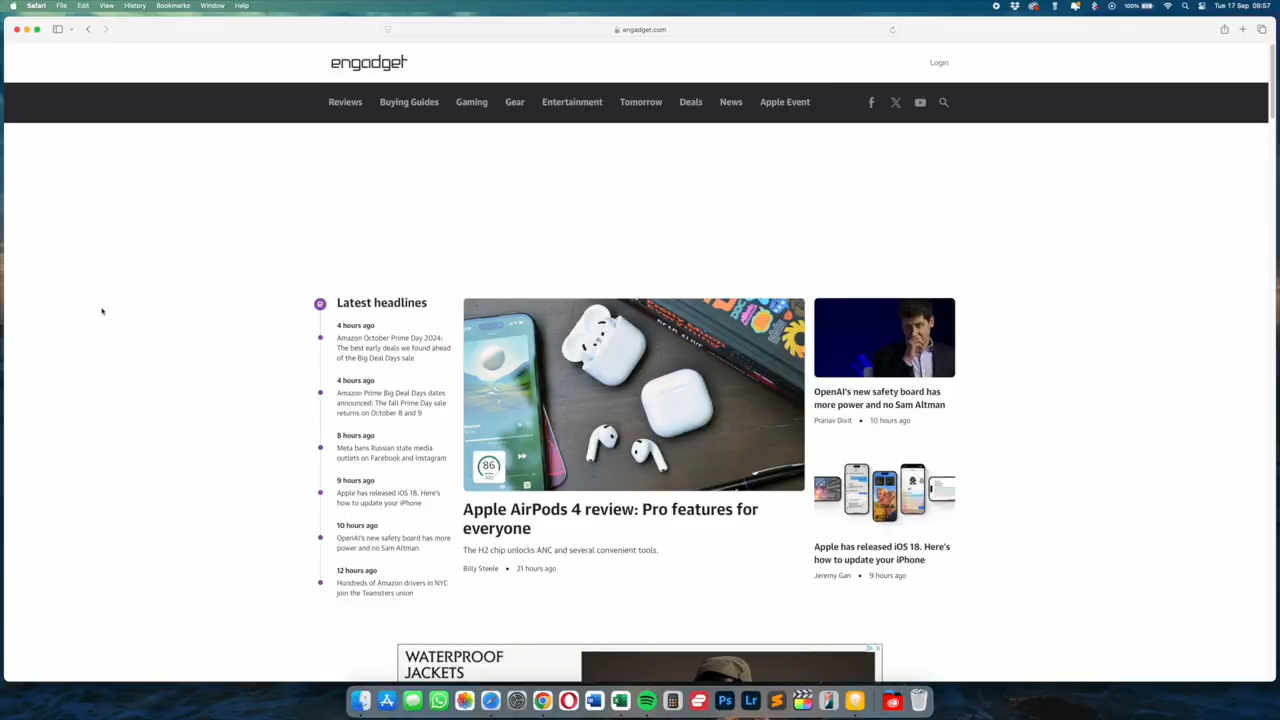 Safari File Edit View History Bookmarks Window Help
100% Tue 17 Sep 09:57
engadget.com
engadget
Login
Reviews Buying Guides Gaming Gear Entertainment Tomorrow Deals News Apple Event
Latest headlines
4 hours ago
Amazon October Prime Day 2024:
The best early deals we found ahead
of the Big Deal Days sale
4 hours ago
Amazon Prime Big Deal Days dates
announced: The fall Prime Day sale
returns on October 8 and 9
8 hours ago
Meta bans Russian state media
outlets on Facebook and Instagram
9 hours ago
Apple has released iOS 18. Here's
how to update your iPhone
10 hours ago
OpenAI's new safety board has more
power and no Sam Altman
12 hours ago
Hundreds of Amazon drivers in NYC
join the Teamsters union
86
100
Apple AirPods 4 review: Pro features for
everyone
The H2 chip unlocks ANC and several convenient tools.
Billy Steele • 21 hours ago
OpenAI's new safety board has
more power and no Sam Altman
Pranav Dixit • 10 hours ago
Apple has released iOS 18. Here's
how to update your iPhone
Jeremy Gan • 9 hours ago
WATERPROOF
JACKETS
Ps
Lr